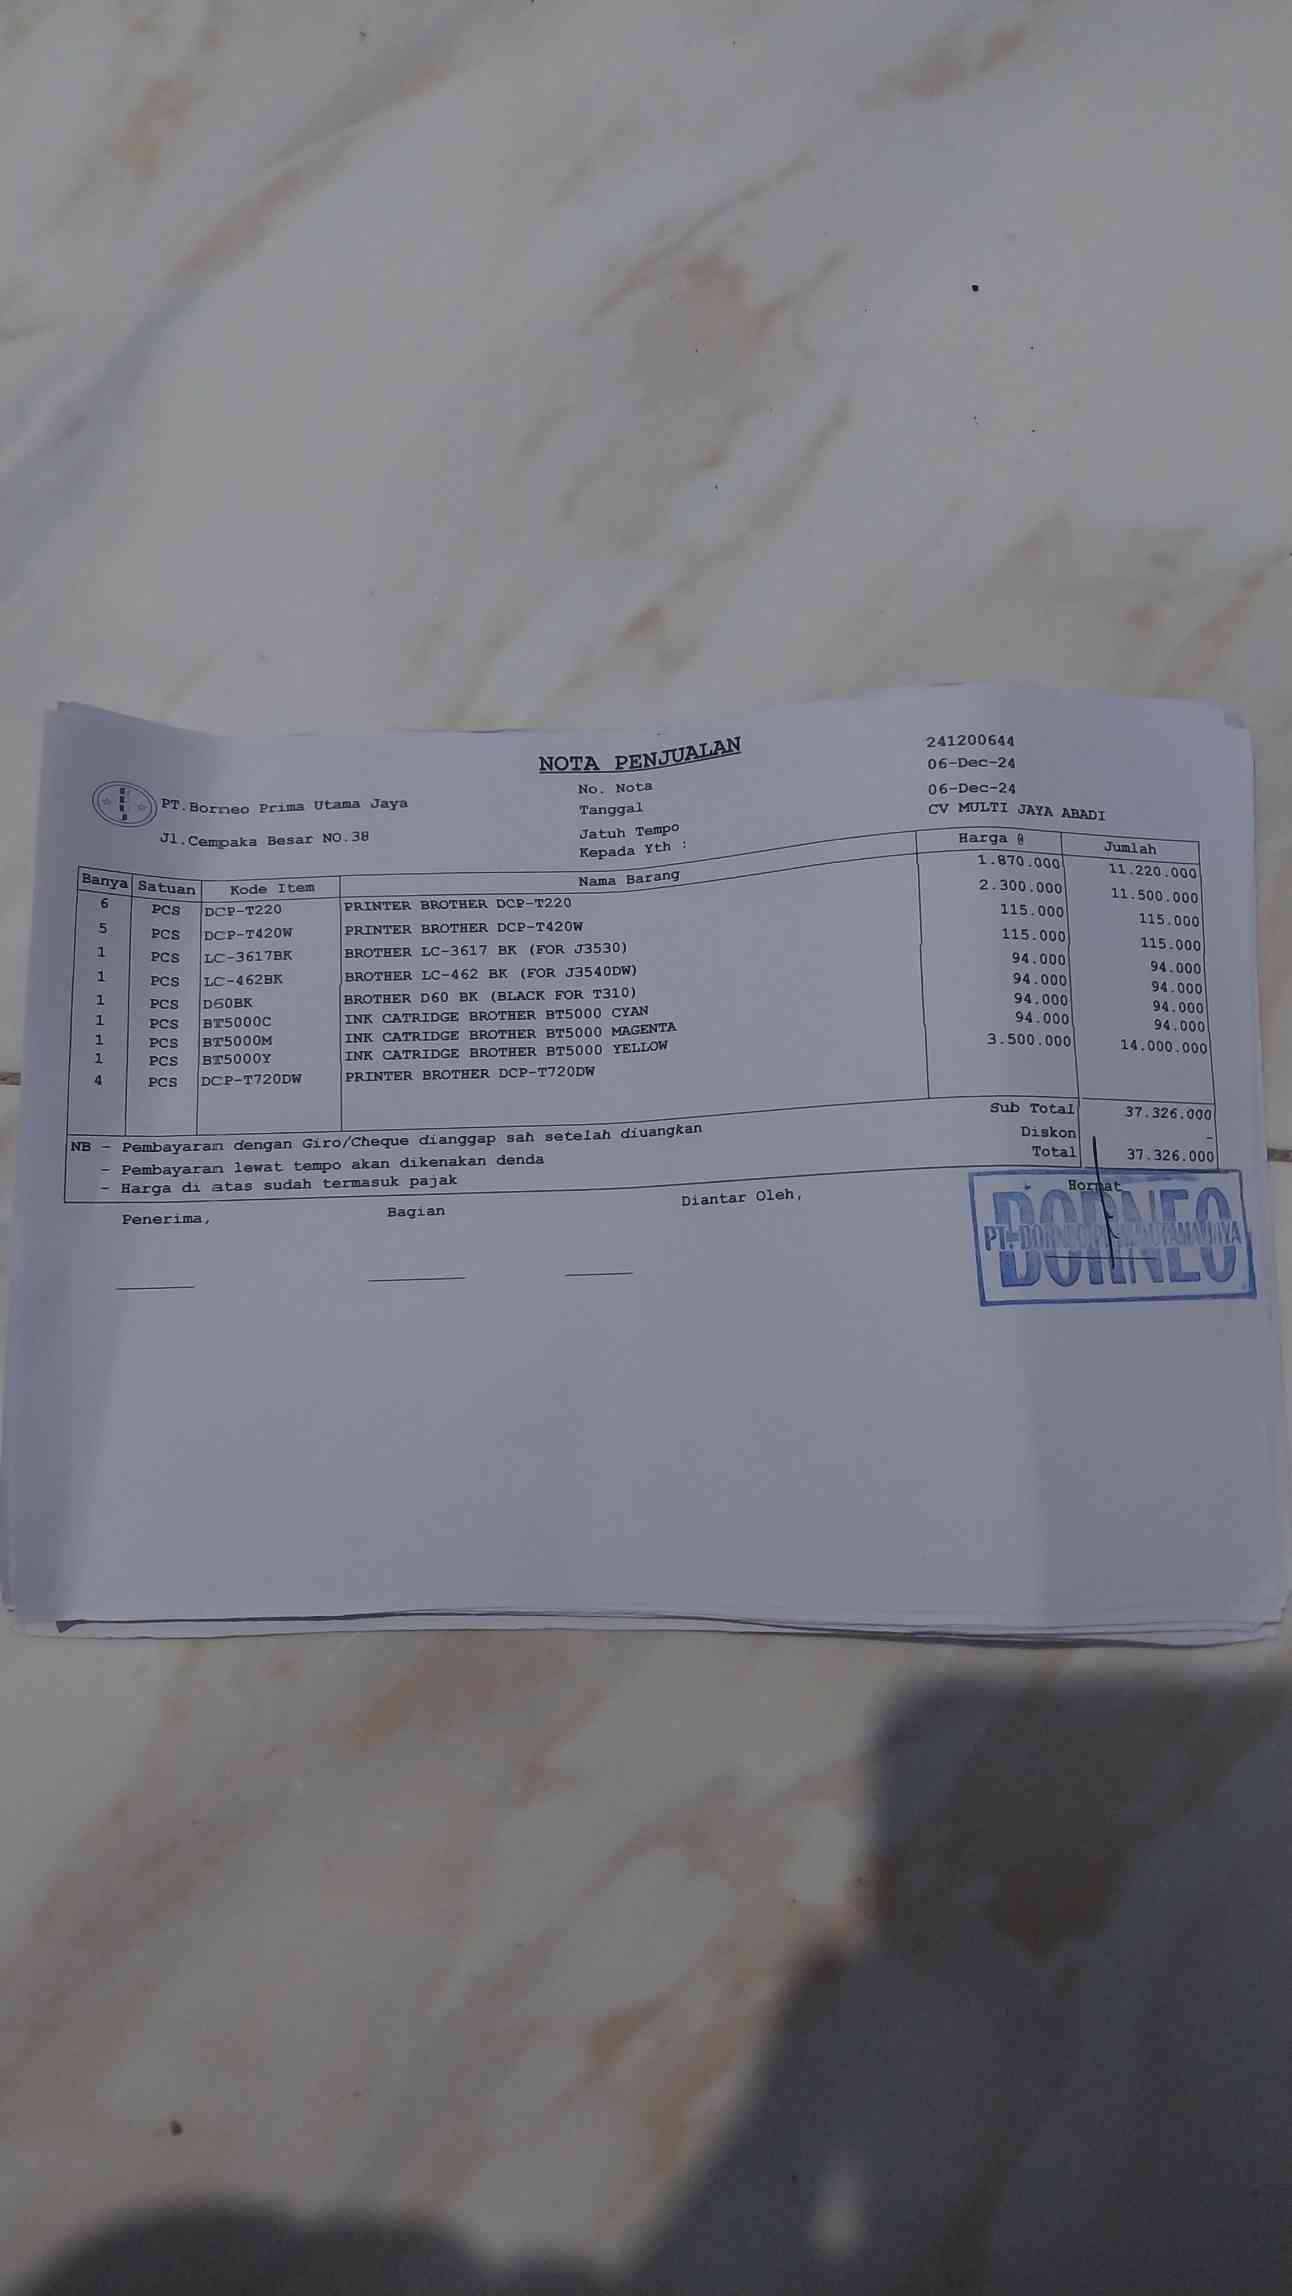 NOTA PENJUALAN
PT.Borneo Prima Utama Jaya
Jl.Cempaka Besar NO.38
No. Nota 241200644
Tanggal 06-Dec-24
Jatuh Tempo 06-Dec-24
Kepada Yth : CV MULTI JAYA ABADI
Banya Satuan Kode Item Nama Barang Harga @ Jumlah
6 PCS DCP-T220 PRINTER BROTHER DCP-T220 1.870.000 11.220.000
5 PCS DCP-T420W PRINTER BROTHER DCP-T420W 2.300.000 11.500.000
1 PCS LC-3617BK BROTHER LC-3617 BK (FOR J3530) 115.000 115.000
1 PCS LC-462BK BROTHER LC-462 BK (FOR J3540DW) 115.000 115.000
1 PCS D60BK BROTHER D60 BK (BLACK FOR T310) 94.000 94.000
1 PCS BT5000C INK CATRIDGE BROTHER BT5000 CYAN 94.000 94.000
1 PCS BT5000M INK CATRIDGE BROTHER BT5000 MAGENTA 94.000 94.000
1 PCS BT5000Y INK CATRIDGE BROTHER BT5000 YELLOW 94.000 94.000
4 PCS DCP-T720DW PRINTER BROTHER DCP-T720DW 3.500.000 14.000.000
Sub Total 37.326.000
Diskon -
Total 37.326.000
NB - Pembayaran dengan Giro/Cheque dianggap sah setelah diuangkan
- Pembayaran lewat tempo akan dikenakan denda
- Harga di atas sudah termasuk pajak
Penerima, Bagian Diantar Oleh, Hormat
BORNEO